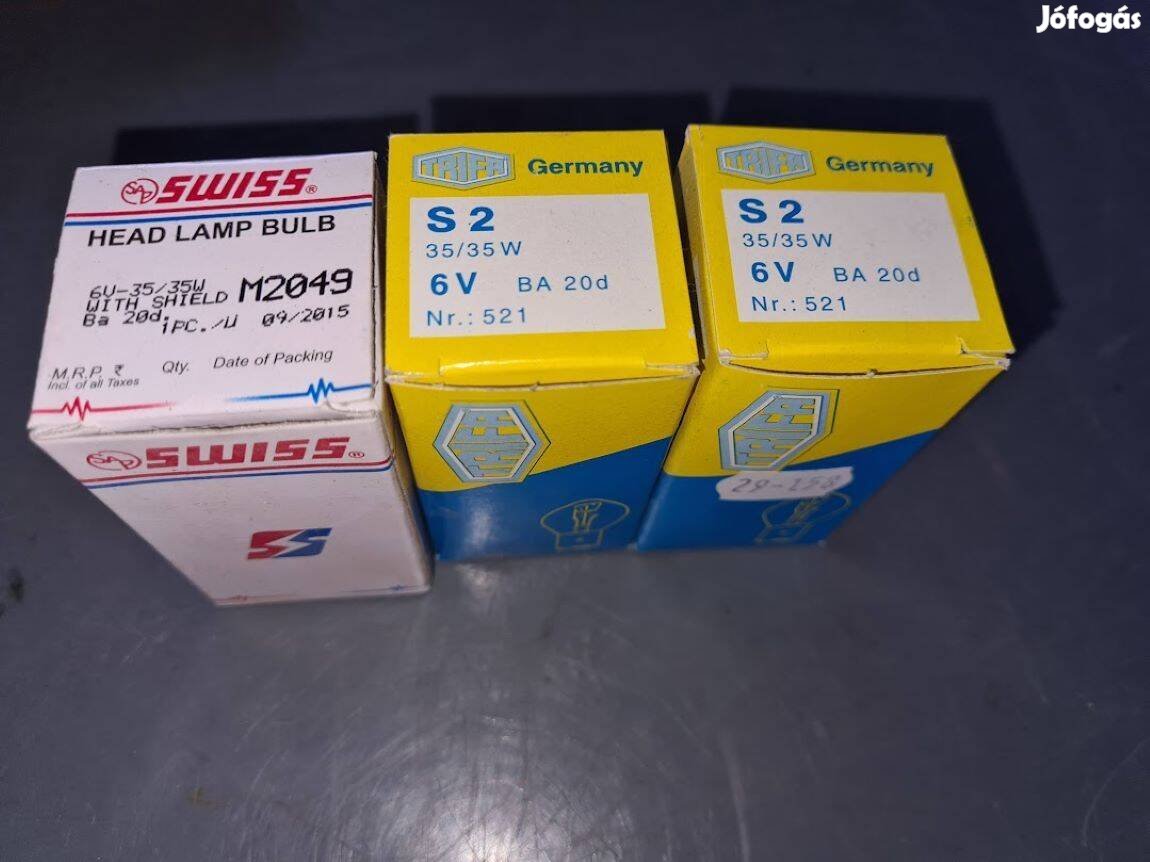 Jófogás
SAP SWISS®
HEAD LAMP BULB
6V-35/35W
WITH SHIELD M2049
Ba 20d.
1PC./U 09/2015
M.R.P. ₹ Qty. Date of Packing
Incl. of all Taxes
SAP SWISS®
TRIFA Germany
S 2
35/35 W
6 V BA 20d
Nr.: 521
TRIFA
TRIFA Germany
S 2
35/35 W
6 V BA 20d
Nr.: 521
TRIFA